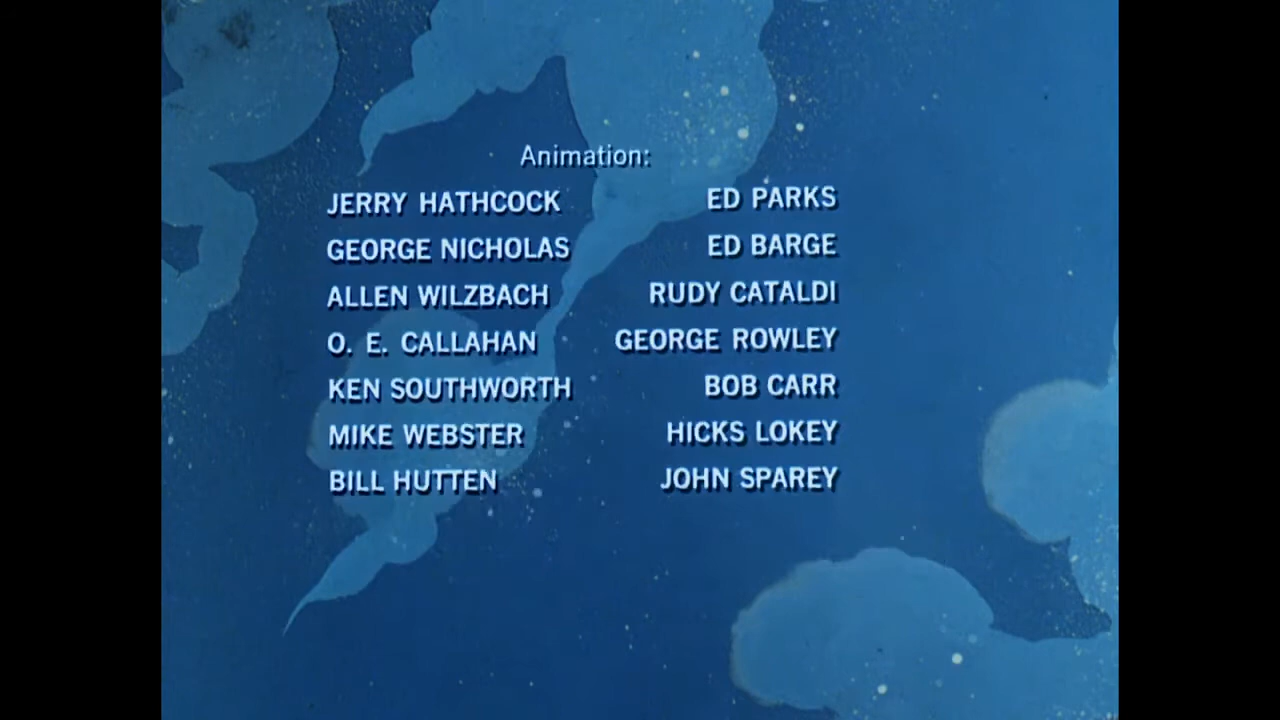 Animation:
JERRY HATHCOCK ED PARKS
GEORGE NICHOLAS ED BARGE
ALLEN WILZBACH RUDY CATALDI
O. E. CALLAHAN GEORGE ROWLEY
KEN SOUTHWORTH BOB CARR
MIKE WEBSTER HICKS LOKEY
BILL HUTTEN JOHN SPAREY